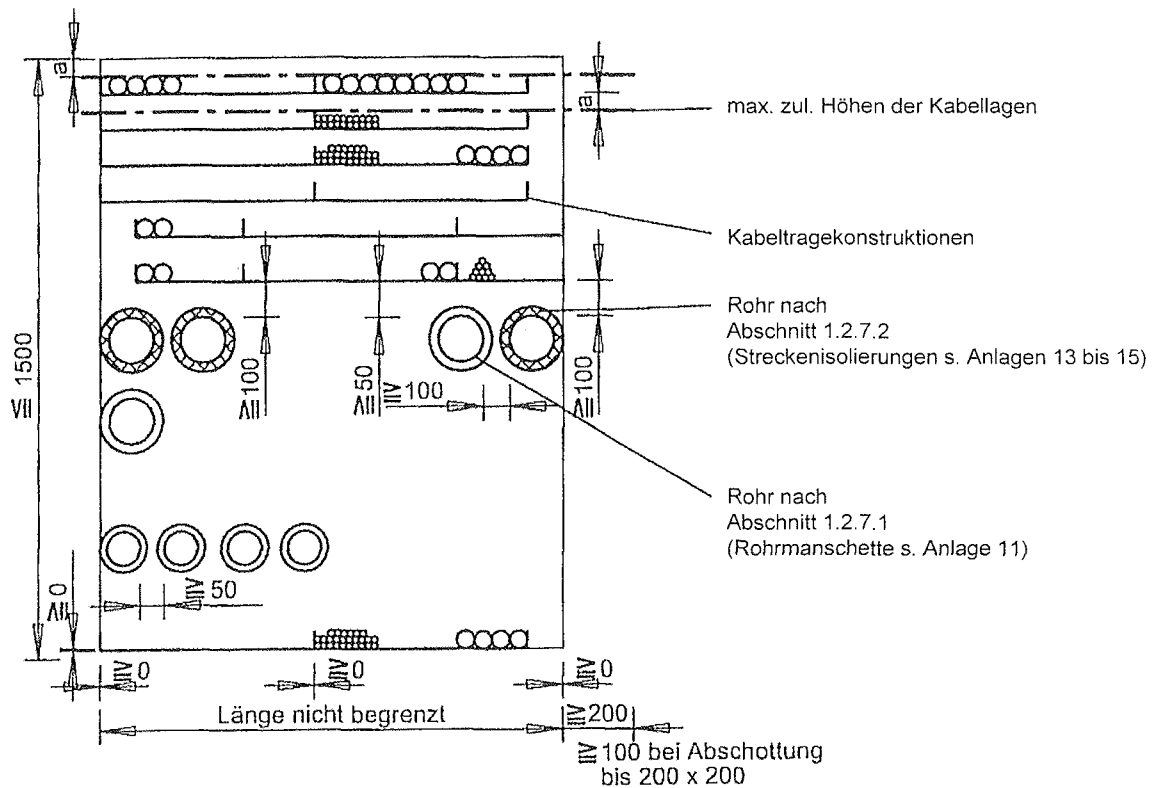 a
a
max. zul. Höhen der Kabellagen
Kabeltragekonstruktionen
Rohr nach
Abschnitt 1.2.7.2
(Streckenisolierungen s. Anlagen 13 bis 15)
≦ 1500
≧ 100
≧ 50
≧ 100
≧ 100
Rohr nach
Abschnitt 1.2.7.1
(Rohrmanschette s. Anlage 11)
≧ 0
≧ 50
≧ 0
≧ 0
≧ 0
Länge nicht begrenzt
≧ 200
≧ 100 bei Abschottung
bis 200 x 200